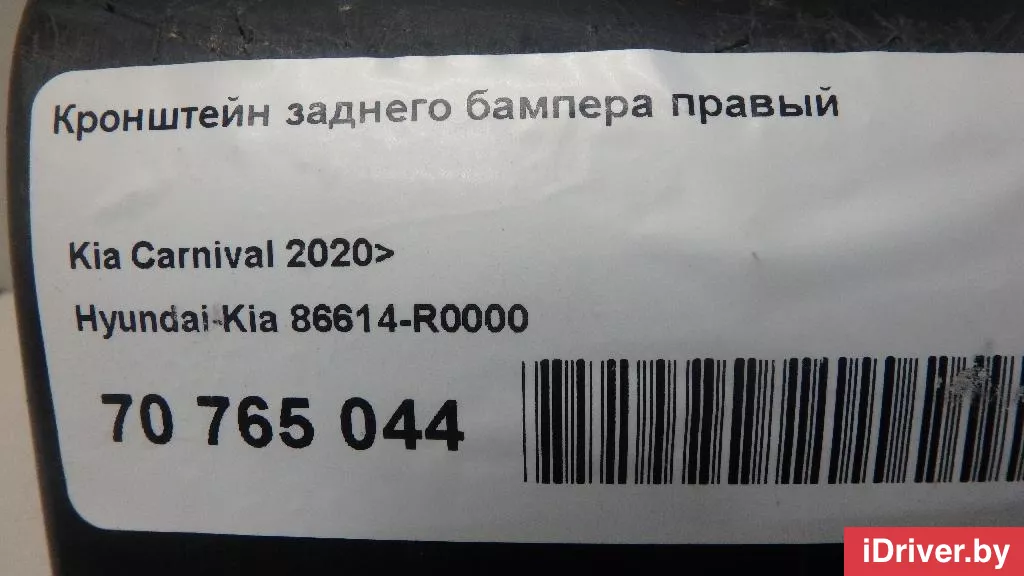 Кронштейн заднего бампера правый
Kia Carnival 2020>
Hyundai-Kia 86614-R0000
70 765 044
iDriver.by